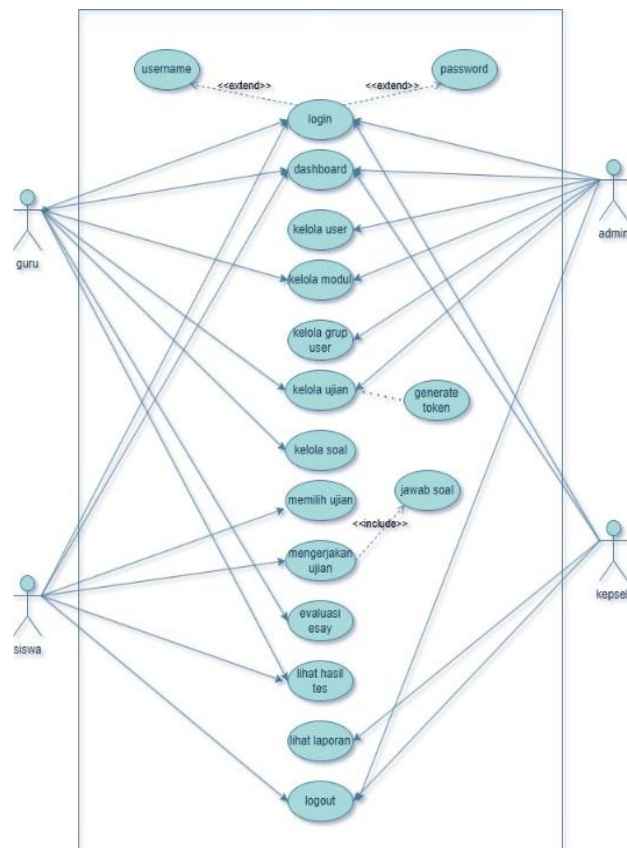 username
password
<<extend>>
<<extend>>
login
dashboard
guru
admin
kelola user
kelola modul
kelola grup
user
kelola ujian
generate
token
kelola soal
memilih ujian
jawab soal
<<include>>
mengerjakan
ujian
siswa
kepsek
evaluasi
esay
lihat hasil
tes
lihat laporan
logout